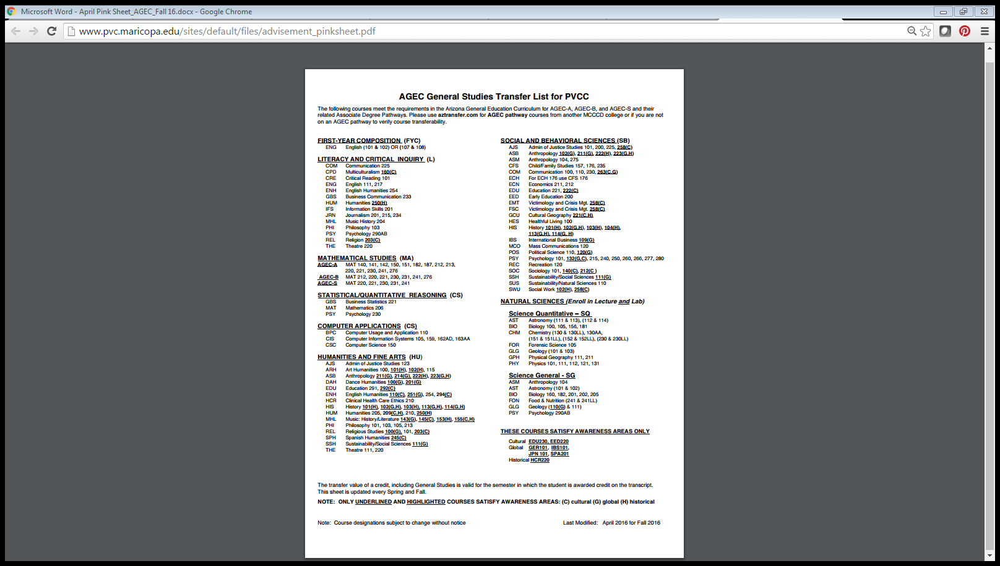 Microsoft Word - April Pink Sheet_AGEC_Fall 16.docx - Google Chrome
www.pvc.maricopa.edu/sites/default/files/advisement_pinksheet.pdf
AGEC General Studies Transfer List for PVCC
The following courses meet the requirements in the Arizona General Education Curriculum for AGEC-A, AGEC-B, and AGEC-S and their
related Associate Degree Pathways. Please use aztransfer.com for AGEC pathway courses from another MCCCD college or if you are not
on an AGEC pathway to verify course transferability.
FIRST-YEAR COMPOSITION (FYC)
ENG English (101 & 102) OR (107 & 108)
LITERACY AND CRITICAL INQUIRY (L)
COM Communication 225
CPD Multiculturalism 160(C)
CRE Critical Reading 101
ENG English 111, 217
ENH English Humanities 254
GBS Business Communication 233
HUM Humanities 250(H)
IFS Information Skills 201
JRN Journalism 201, 215, 234
MHL Music History 204
PHI Philosophy 103
PSY Psychology 290AB
REL Religion 203(C)
THE Theatre 220
MATHEMATICAL STUDIES (MA)
AGEC-A MAT 140, 141, 142, 150, 151, 182, 187, 212, 213,
220, 221, 230, 241, 276
AGEC-B MAT 212, 220, 221, 230, 231, 241, 276
AGEC-S MAT 220, 221, 230, 231, 241
STATISTICAL/QUANTITATIVE REASONING (CS)
GBS Business Statistics 221
MAT Mathematics 206
PSY Psychology 230
COMPUTER APPLICATIONS (CS)
BPC Computer Usage and Application 110
CIS Computer Information Systems 105, 159, 162AD, 163AA
CSC Computer Science 150
HUMANITIES AND FINE ARTS (HU)
AJS Admin of Justice Studies 123
ARH Art Humanities 100, 101(H), 102(H), 115
ASB Anthropology 211(G), 214(G), 222(H), 223(G,H)
DAH Dance Humanities 100(G), 201(G)
EDU Education 291, 292(C)
ENH English Humanities 110(C), 251(G), 254, 294(C)
HCR Clinical Health Care Ethics 210
HIS History 101(H), 102(G,H), 103(H), 113(G,H), 114(G,H)
HUM Humanities 205, 209(C,H), 210, 250(H)
MHL Music: History/Literature 143(G), 145(C), 153(H), 155(C,H)
PHI Philosophy 101, 103, 105, 213
REL Religious Studies 100(G), 101, 203(C)
SPH Spanish Humanities 245(C)
SSH Sustainability/Social Sciences 111(G)
THE Theatre 111, 220
SOCIAL AND BEHAVIORAL SCIENCES (SB)
AJS Admin of Justice Studies 101, 200, 225, 258(C)
ASB Anthropology 102(G), 211(G), 222(H), 223(G,H)
ASM Anthropology 104, 275
CFS Child/Family Studies 157, 176, 235
COM Communication 100, 110, 230, 263(C,G)
ECH For ECH 176 use CFS 176
ECN Economics 211, 212
EDU Education 221, 222(C)
EED Early Education 200
EMT Victimology and Crisis Mgt. 258(C)
FSC Victimology and Crisis Mgt. 258(C)
GCU Cultural Geography 221(C,H)
HES Healthful Living 100
HIS History 101(H), 102(G,H), 103(H), 104(H),
113(G,H), 114(G, H)
IBS International Business 109(G)
MCO Mass Communications 120
POS Political Science 110, 120(G)
PSY Psychology 101, 132(G,C), 215, 240, 250, 260, 266, 277, 280
REC Recreation 120
SOC Sociology 101, 140(C), 212(C )
SSH Sustainability/Social Sciences 111(G)
SUS Sustainability/Natural Sciences 110
SWU Social Work 102(H), 258(C)
NATURAL SCIENCES (Enroll in Lecture and Lab)
Science Quantitative – SQ
AST Astronomy (111 & 113), (112 & 114)
BIO Biology 100, 105, 156, 181
CHM Chemistry (130 & 130LL), 130AA,
(151 & 151LL), (152 & 152LL), (230 & 230LL)
FOR Forensic Science 105
GLG Geology (101 & 103)
GPH Physical Geography 111, 211
PHY Physics 101, 111, 112, 121, 131
Science General - SG
ASM Anthropology 104
AST Astronomy (101 & 102)
BIO Biology 160, 182, 201, 202, 205
FON Food & Nutrition (241 & 241LL)
GLG Geology (110(G) & 111)
PSY Psychology 290AB
THESE COURSES SATISFY AWARENESS AREAS ONLY
Cultural EDU230, EED220
Global GER101, IBS101,
JPN 101, SPA201
Historical HCR220
The transfer value of a credit, including General Studies is valid for the semester in which the student is awarded credit on the transcript.
This sheet is updated every Spring and Fall.
NOTE: ONLY UNDERLINED AND HIGHLIGHTED COURSES SATISFY AWARENESS AREAS: (C) cultural (G) global (H) historical
Note: Course designations subject to change without notice
Last Modified: April 2016 for Fall 2016